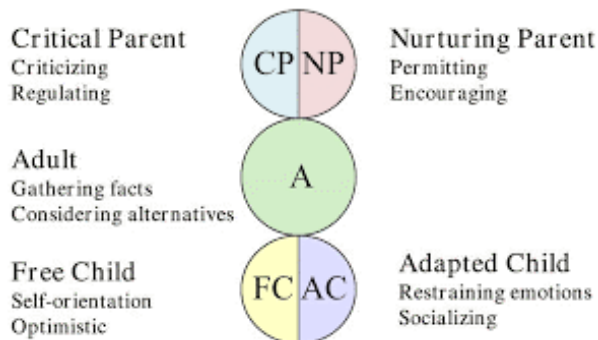 Critical Parent
Criticizing
Regulating
CP NP
Nurturing Parent
Permitting
Encouraging
Adult
Gathering facts
Considering alternatives
A
Free Child
Self-orientation
Optimistic
FC AC
Adapted Child
Restraining emotions
Socializing